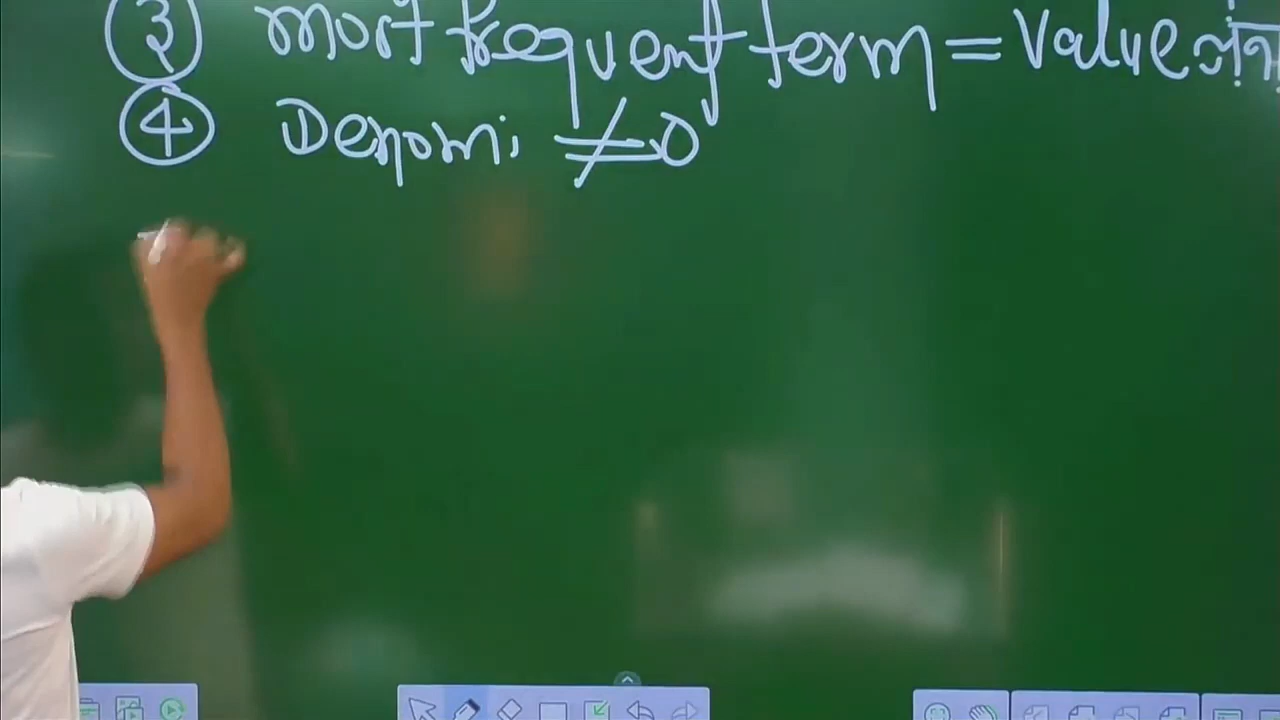 ③ most frequent term = value
④ Denomi ≠ 0